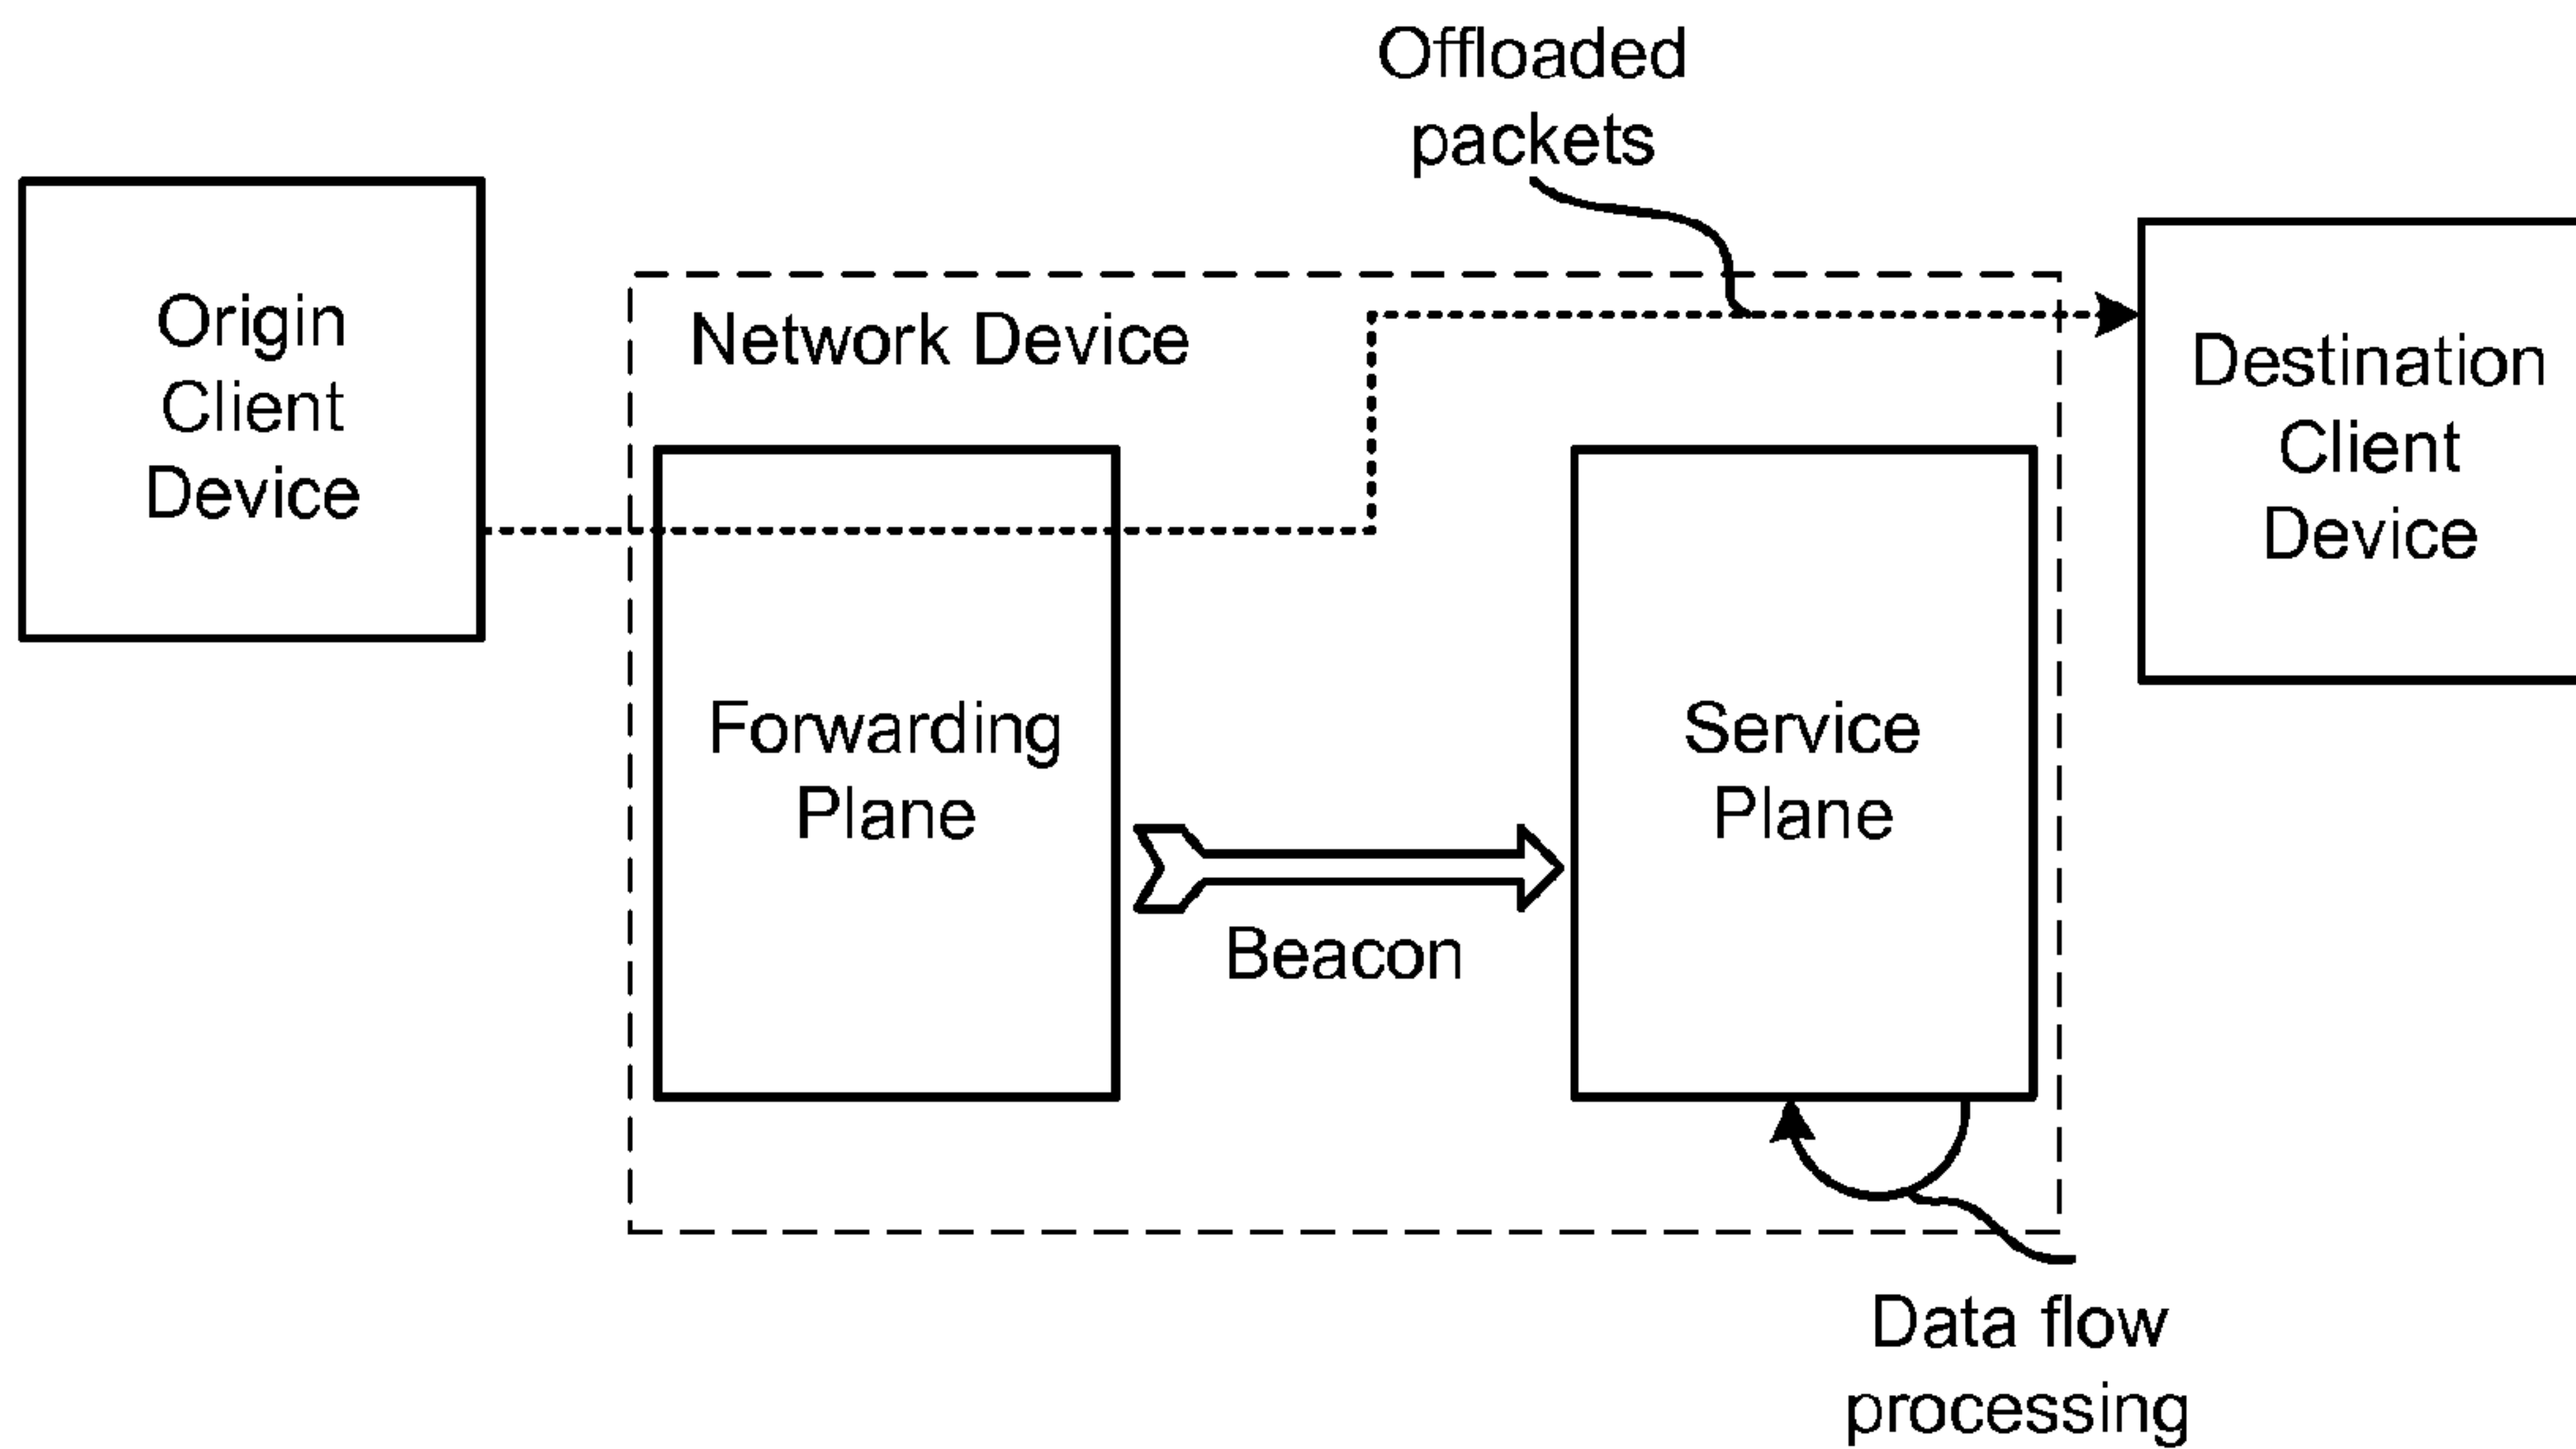 Offloaded
packets
Origin
Client
Device
Network Device
Destination
Client
Device
Forwarding
Plane
Service
Plane
Beacon
Data flow
processing